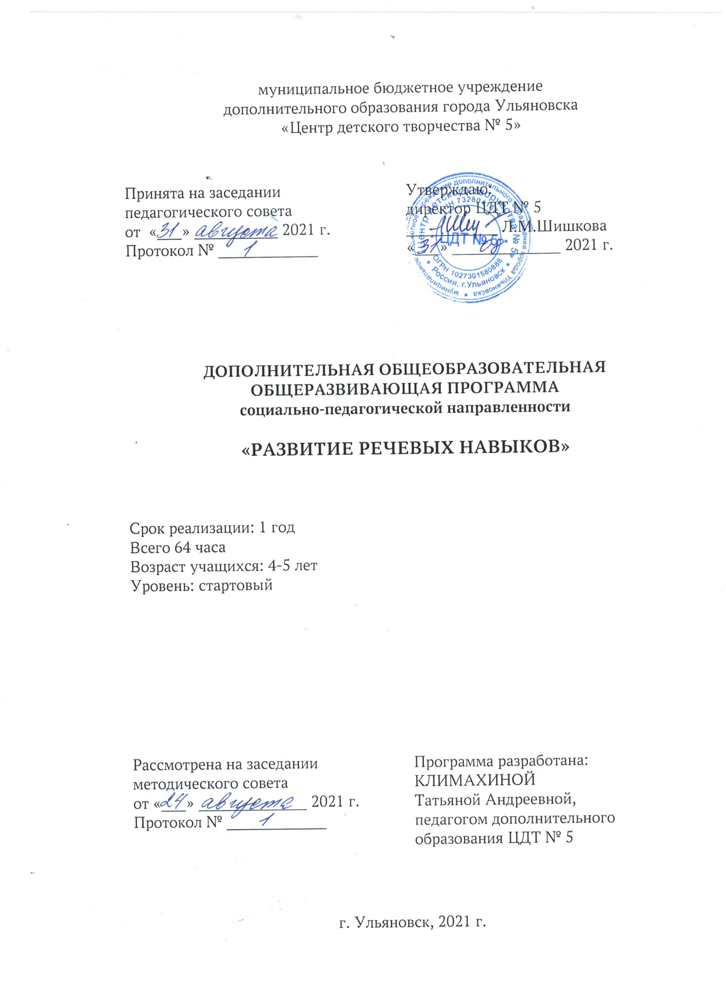 муниципальное бюджетное учреждение
дополнительного образования города Ульяновска
«Центр детского творчества № 5»
Принята на заседании
педагогического совета
от «31» августа 2021 г.
Протокол № 1
Утверждаю:
директор ЦДТ № 5
Л.М.Шишкова
«31» 08 2021 г.
муниципальное бюджетное учреждение дополнительного образования города Ульяновска
«Центр детского творчества № 5»
ИНН
ЦДТ № 5
ОГРН 1027301580888
Россия, г.Ульяновск
ДОПОЛНИТЕЛЬНАЯ ОБЩЕОБРАЗОВАТЕЛЬНАЯ
ОБЩЕРАЗВИВАЮЩАЯ ПРОГРАММА
социально-педагогической направленности
«РАЗВИТИЕ РЕЧЕВЫХ НАВЫКОВ»
Срок реализации: 1 год
Всего 64 часа
Возраст учащихся: 4-5 лет
Уровень: стартовый
Рассмотрена на заседании
методического совета
от «24» августа 2021 г.
Протокол № 1
Программа разработана:
КЛИМАХИНОЙ
Татьяной Андреевной,
педагогом дополнительного
образования ЦДТ № 5
г. Ульяновск, 2021 г.